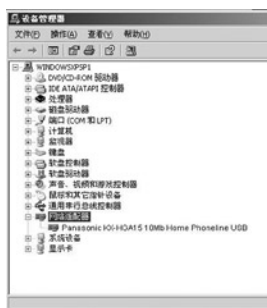 设备管理器
文件(F) 操作(A) 查看(V) 帮助(H)
WINDOWSXPSP1
DVD/CD-ROM 驱动器
IDE ATA/ATAPI 控制器
处理器
磁盘驱动器
端口 (COM 和 LPT)
计算机
监视器
键盘
软盘控制器
软盘驱动器
声音、视频和游戏控制器
鼠标和其它指针设备
通用串行总线控制器
网络适配器
Panasonic KX-HGA15 10Mb Home Phoneline USB
系统设备
显示卡